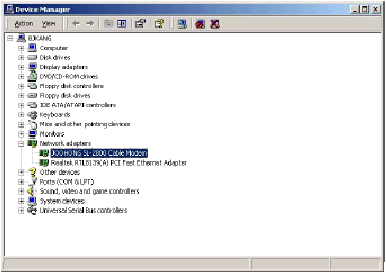 Device Manager
Action View
Computer
Disk drives
Display adapters
DVD/CD-ROM drives
Floppy disk controllers
Floppy disk drives
IDE ATA/ATAPI controllers
Keyboards
Mice and other pointing devices
Monitors
Network adapters
JOOHONG SL-2800 Cable Modem
Realtek RTL8139(A) PCI Fast Ethernet Adapter
Other devices
Ports (COM & LPT)
Sound, video and game controllers
System devices
Universal Serial Bus controllers